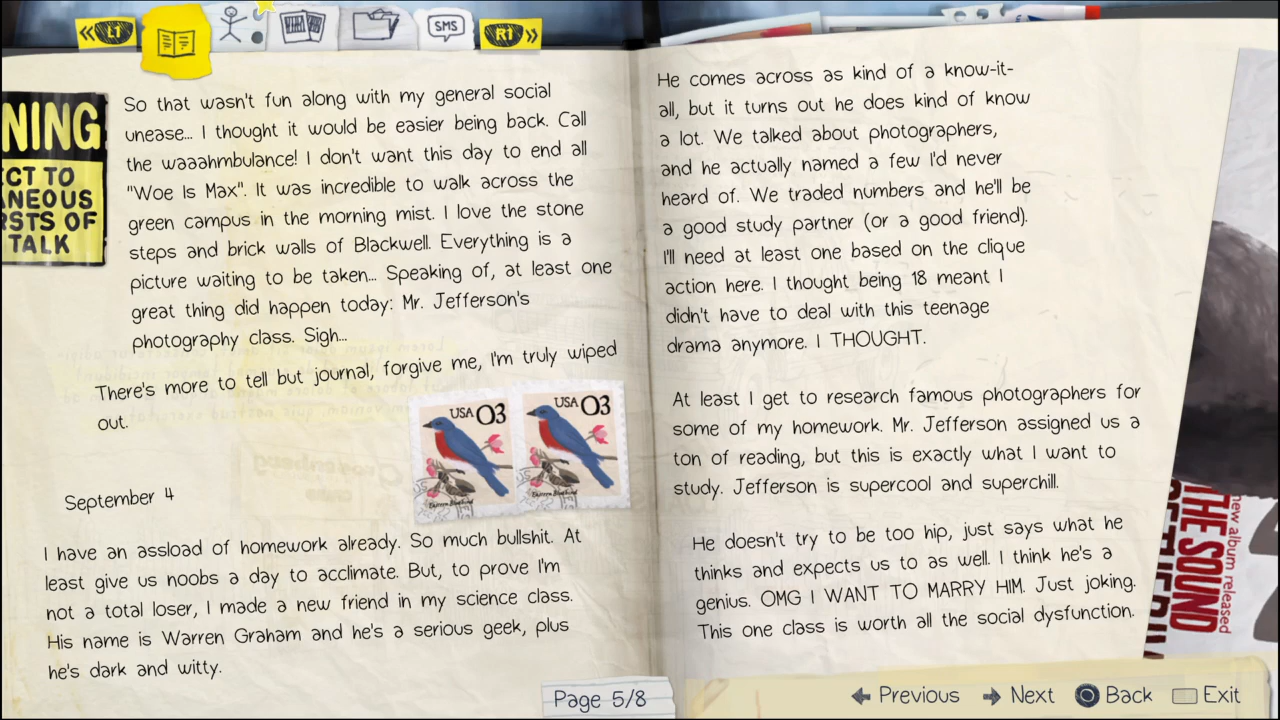 L1
SMS
R1
NING
CT TO
NEOUS
STS OF
TALK
So that wasn't fun along with my general social
unease... I thought it would be easier being back. Call
the waaahmbulance! I don't want this day to end all
"Woe Is Max". It was incredible to walk across the
green campus in the morning mist. I love the stone
steps and brick walls of Blackwell. Everything is a
picture waiting to be taken... Speaking of, at least one
great thing did happen today: Mr. Jefferson's
photography class. Sigh...
There's more to tell but journal, forgive me, I'm truly wiped
out.
USA 03
Eastern Bluebird
USA 03
Eastern Bluebird
September 4
I have an assload of homework already. So much bullshit. At
least give us noobs a day to acclimate. But, to prove I'm
not a total loser, I made a new friend in my science class.
His name is Warren Graham and he's a serious geek, plus
he's dark and witty.
He comes across as kind of a know-it-
all, but it turns out he does kind of know
a lot. We talked about photographers,
and he actually named a few I'd never
heard of. We traded numbers and he'll be
a good study partner (or a good friend).
I'll need at least one based on the clique
action here. I thought being 18 meant I
didn't have to deal with this teenage
drama anymore. I THOUGHT.
At least I get to research famous photographers for
some of my homework. Mr. Jefferson assigned us a
ton of reading, but this is exactly what I want to
study. Jefferson is supercool and superchill.
He doesn't try to be too hip, just says what he
thinks and expects us to as well. I think he's a
genius. OMG I WANT TO MARRY HIM. Just joking.
This one class is worth all the social dysfunction.
new album released
THE SOUND
Page 5/8
Previous
Next
Back
Exit